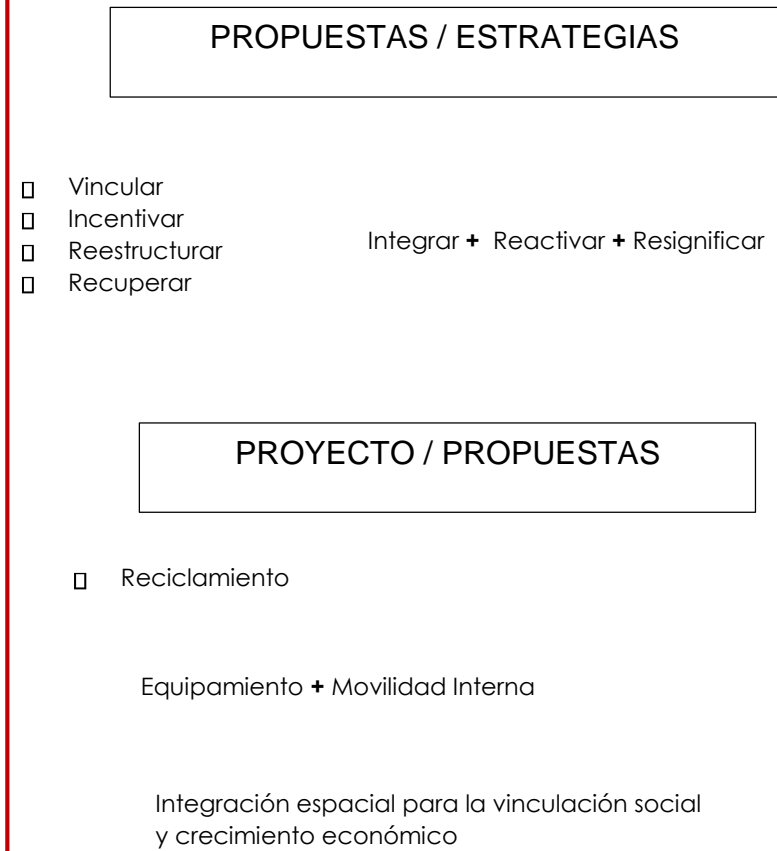 PROPUESTAS / ESTRATEGIAS
Vincular
Incentivar
Reestructurar
Recuperar
Integrar + Reactivar + Resignificar
PROYECTO / PROPUESTAS
Reciclamiento
Equipamiento + Movilidad Interna
Integración espacial para la vinculación social
y crecimiento económico